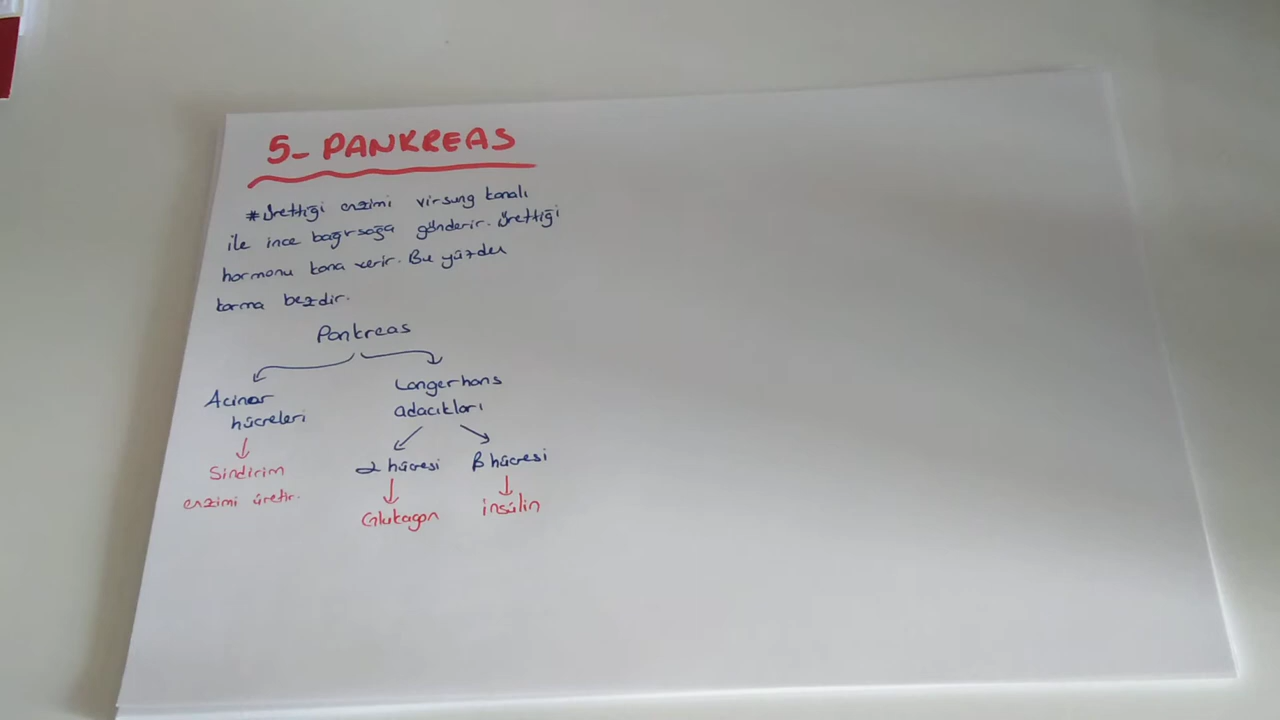 5- PANKREAS
# Ürettiği enzimi virsung kanalı
ile ince bağırsağa gönderir. Ürettiği
hormonu kana verir. Bu yüzden
karma bezdir.
Pankreas
Acinar
hücreleri
Sindirim
enzimi üretir.
Langerhans
adacıkları
α hücresi
Glukagon
β hücresi
insülin